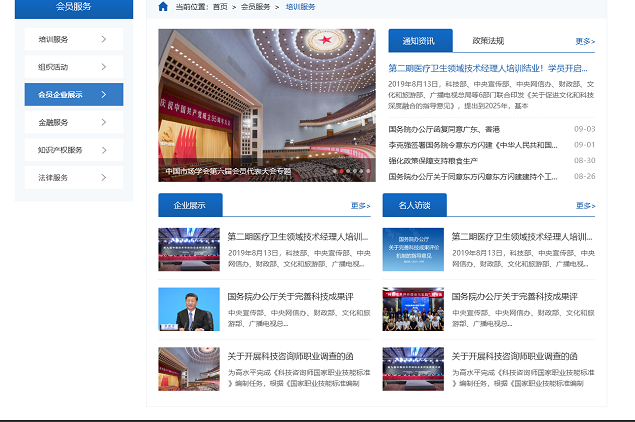 会员服务
当前位置：首页 > 会员服务 > 培训服务
培训服务
组织活动
会员企业展示
金融服务
知识产权服务
法律服务
中国市场学会第六届会员代表大会专题
通知资讯
政策法规
更多>
第二期医疗卫生领域技术经理人培训结业！学员开启...
2019年8月13日，科技部、中央宣传部、中央网信办、财政部、文
化和旅游部、广播电视总局等6部门联合印发《关于促进文化和科技
深度融合的指导意见》，提出到2025年，基本
国务院办公厅函复同意广东、香港 09-03
李克强签署国务院令意东方闪建《中华人民共和国... 09-01
强化政策保障支持粮食生产 08-30
国务院办公厅关于同意东方闪意东方闪建建持个工... 08-26
企业展示
更多>
第二期医疗卫生领域技术经理人培训...
2019年8月13日，科技部、中央宣传部、中央
网信办、财政部、文化和旅游部、广播电视...
国务院办公厅关于完善科技成果评
中央宣传部、中央网信办、财政部、文化和旅
游部、广播电视总...
关于开展科技咨询师职业调查的函
为高水平完成《科技咨询师国家职业技能标准
》编制任务，根据《国家职业技能标准编制
名人访谈
更多>
国务院办公厅
关于完善科技成果评价
机制的指导意见
第二期医疗卫生领域技术经理人培训...
2019年8月13日，科技部、中央宣传部、中央
网信办、财政部、文化和旅游部、广播电视...
国务院办公厅关于完善科技成果评
中央宣传部、中央网信办、财政部、文化和旅
游部、广播电视总...
关于开展科技咨询师职业调查的函
为高水平完成《科技咨询师国家职业技能标准
》编制任务，根据《国家职业技能标准编制